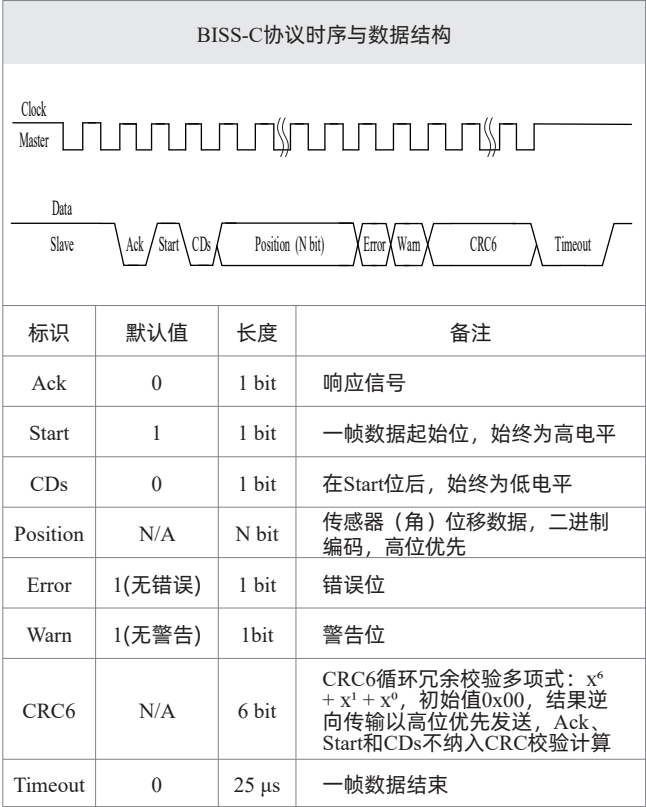 BISS-C协议时序与数据结构
Clock
Master
Data
Slave
Ack
Start
CDs
Position (N bit)
Error
Warn
CRC6
Timeout
标识 默认值 长度 备注
Ack 0 1 bit 响应信号
Start 1 1 bit 一帧数据起始位，始终为高电平
CDs 0 1 bit 在Start位后，始终为低电平
Position N/A N bit 传感器（角）位移数据，二进制
编码，高位优先
Error 1(无错误) 1 bit 错误位
Warn 1(无警告) 1bit 警告位
CRC6 N/A 6 bit CRC6循环冗余校验多项式：x⁶
+ x¹ + x⁰，初始值0x00，结果逆
向传输以高位优先发送，Ack、
Start和CDs不纳入CRC校验计算
Timeout 0 25 μs 一帧数据结束